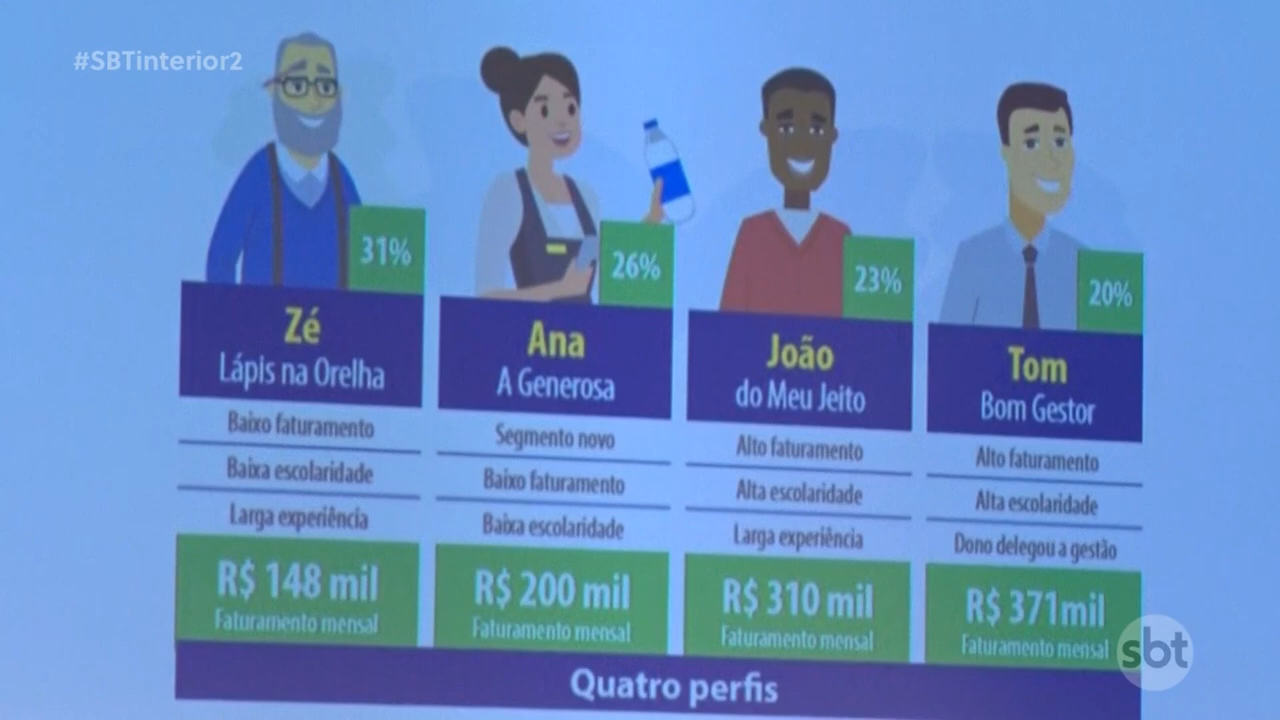 #SBTinterior2
31%
Zé
Lápis na Orelha
Baixo faturamento
Baixa escolaridade
Larga experiência
R$ 148 mil
Faturamento mensal
26%
Ana
A Generosa
Segmento novo
Baixo faturamento
Baixa escolaridade
R$ 200 mil
Faturamento mensal
23%
João
do Meu Jeito
Alto faturamento
Alta escolaridade
Larga experiência
R$ 310 mil
Faturamento mensal
20%
Tom
Bom Gestor
Alto faturamento
Alta escolaridade
Dono delegou a gestão
R$ 371mil
Faturamento mensal
Quatro perfis
sbt